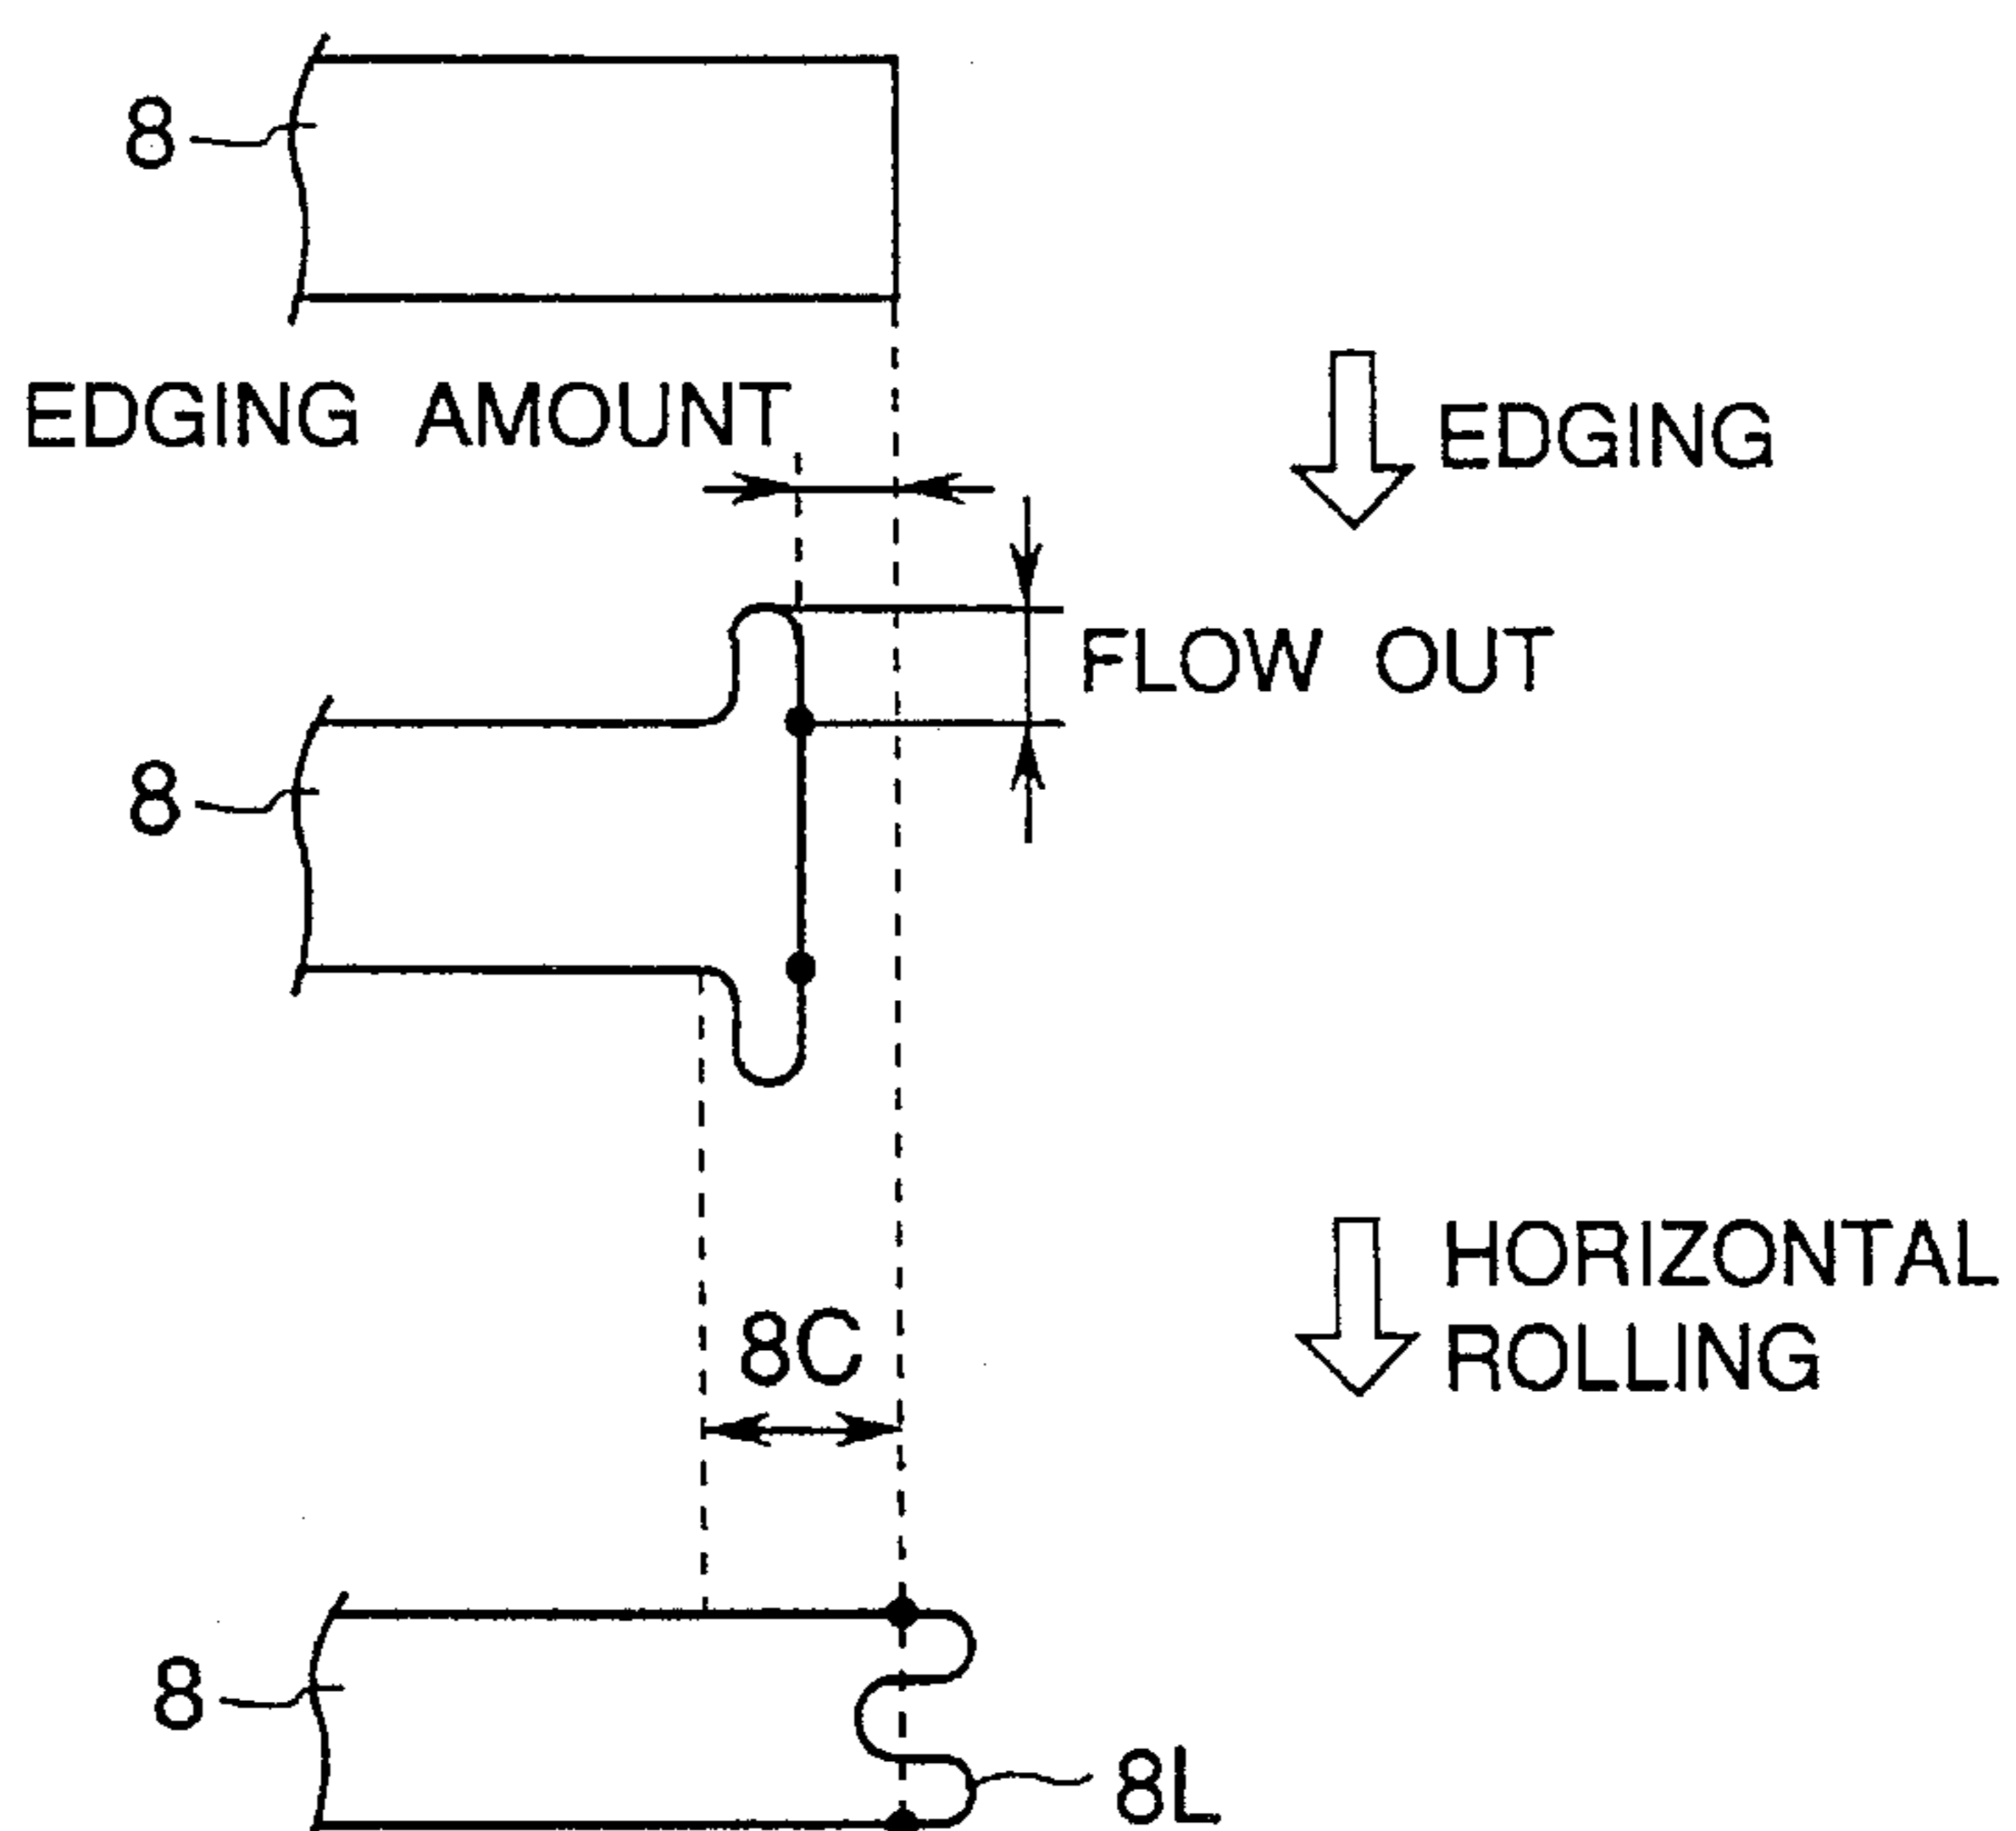 8
EDGING AMOUNT
EDGING
FLOW OUT
8
HORIZONTAL
ROLLING
8C
8
8L